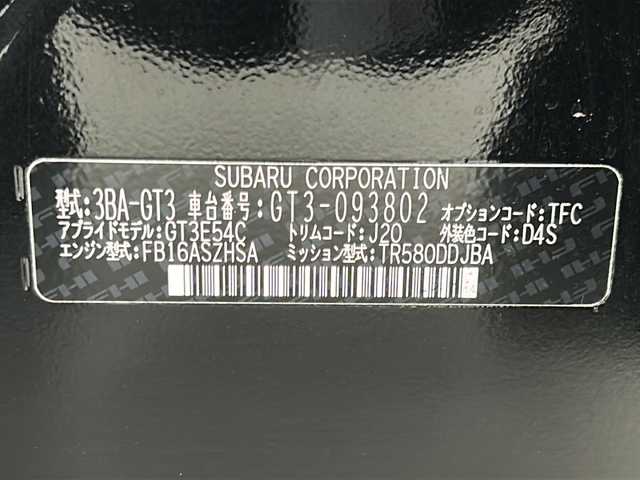 SUBARU CORPORATION
型式:3BA-GT3 車台番号:GT3-093802 オプションコード:TFC
アプライドモデル:GT3E54C トリムコード:J20 外装色コード:D4S
エンジン型式:FB16ASZHSA ミッション型式:TR580DDJBA